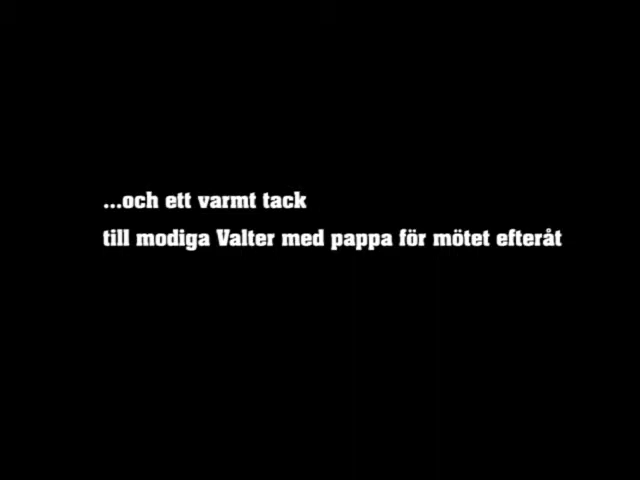 ...och ett varmt tack
till modiga Valter med pappa för mötet efteråt